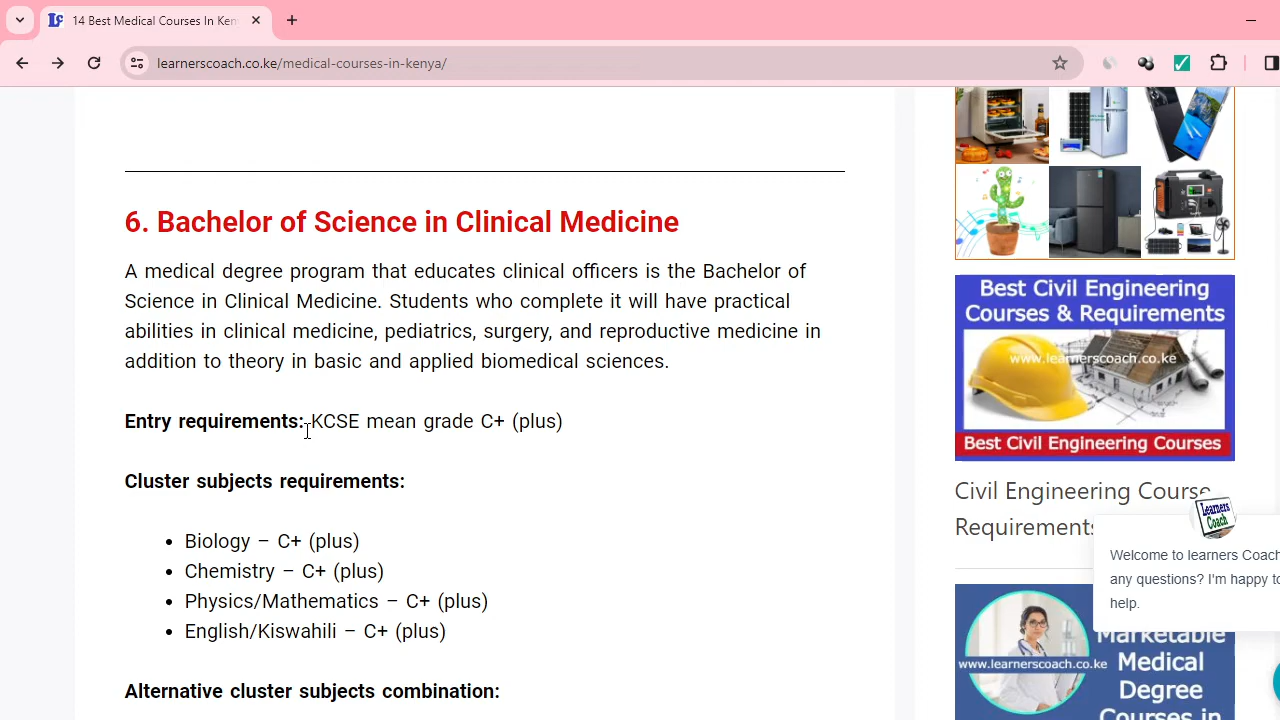 14 Best Medical Courses In Ken
learnerscoach.co.ke/medical-courses-in-kenya/
6. Bachelor of Science in Clinical Medicine
A medical degree program that educates clinical officers is the Bachelor of
Science in Clinical Medicine. Students who complete it will have practical
abilities in clinical medicine, pediatrics, surgery, and reproductive medicine in
addition to theory in basic and applied biomedical sciences.
Entry requirements: KCSE mean grade C+ (plus)
Cluster subjects requirements:
• Biology – C+ (plus)
• Chemistry – C+ (plus)
• Physics/Mathematics – C+ (plus)
• English/Kiswahili – C+ (plus)
Alternative cluster subjects combination:
Best Civil Engineering
Courses & Requirements
www.learnerscoach.co.ke
Best Civil Engineering Courses
Civil Engineering Course
Requirements
Learners
Coach
Welcome to learners Coach
any questions? I'm happy to
help.
Marketable
www.learnerscoach.co.ke
Medical
Degree
Courses in